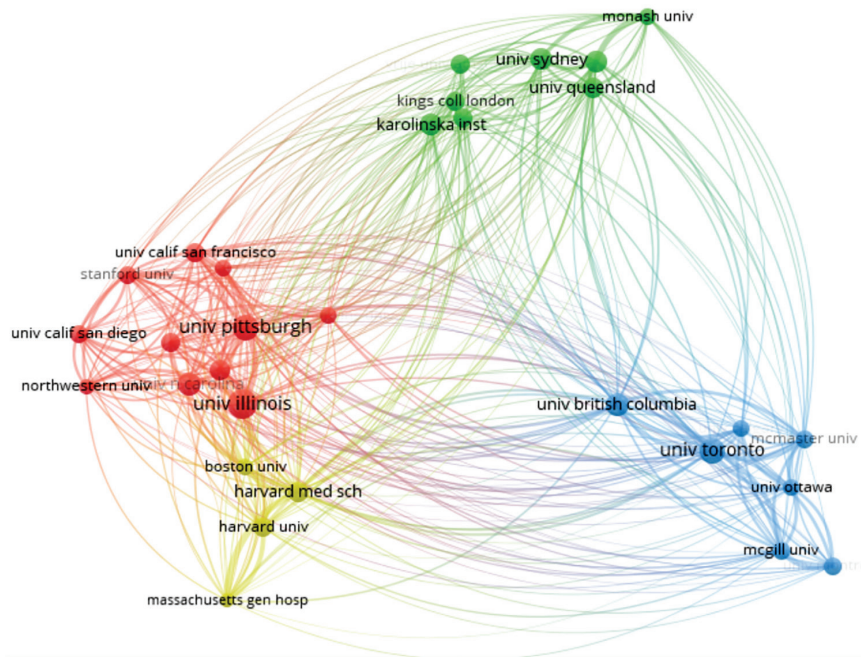 monash univ
univ sydney
univ queensland
kings coll london
karolinska inst
univ calif san francisco
stanford univ
univ pittsburgh
univ calif san diego
northwestern univ
univ n carolina
univ illinois
univ british columbia
mcmaster univ
univ toronto
boston univ
harvard med sch
univ ottawa
harvard univ
mcgill univ
massachusetts gen hosp